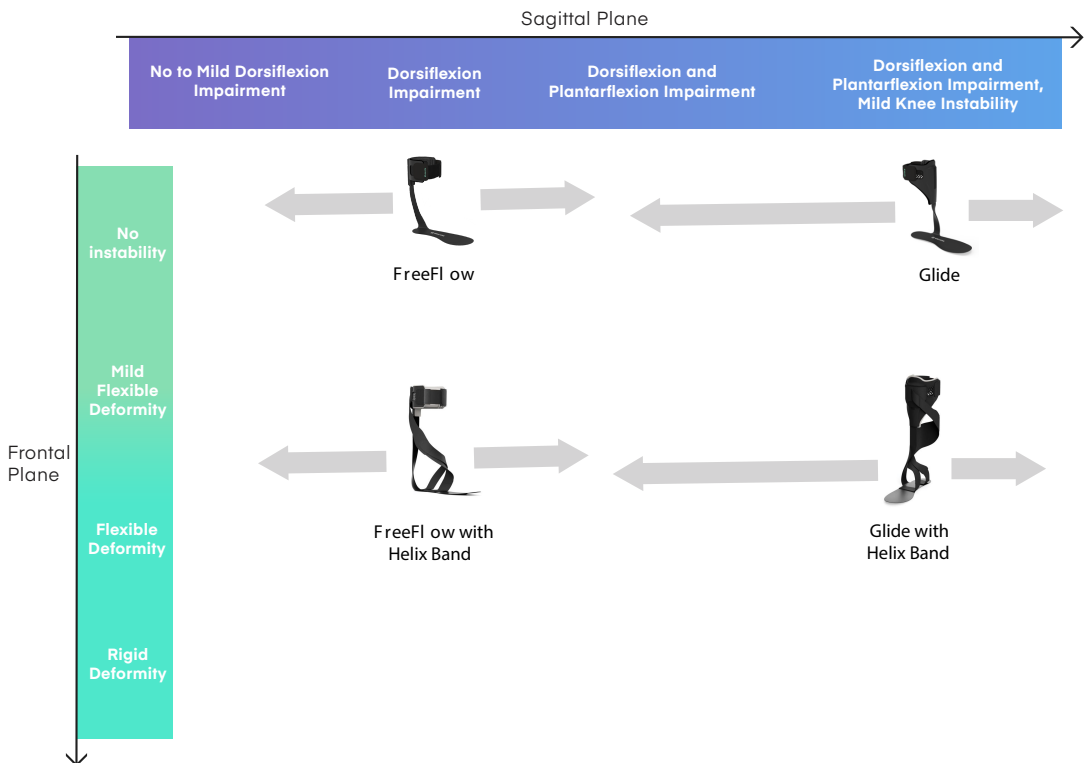 Sagittal Plane
No to Mild Dorsiflexion
Impairment
Dorsiflexion
Impairment
Dorsiflexion and
Plantarflexion Impairment
Dorsiflexion and
Plantarflexion Impairment,
Mild Knee Instability
No
instability
FreeFl ow
Glide
Mild
Flexible
Deformity
Frontal
Plane
Flexible
Deformity
FreeFl ow with
Helix Band
Glide with
Helix Band
Rigid
Deformity